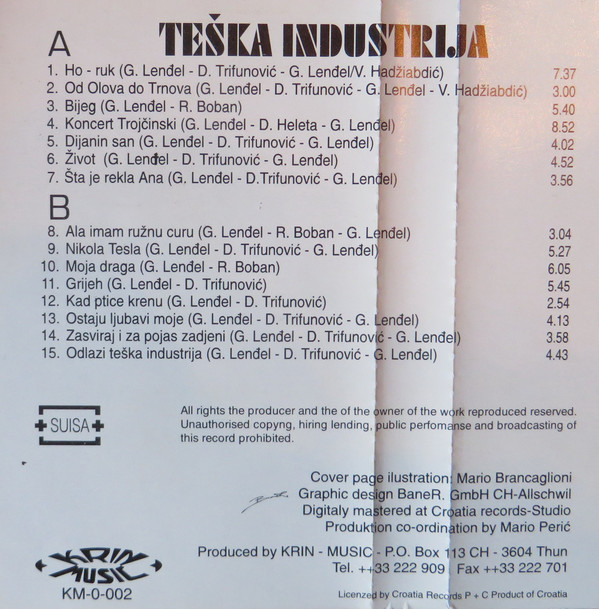 A TEŠKA INDUSTRIJA
1. Ho - ruk (G. Lenđel - D. Trifunović - G. Lenđel/V. Hadžiabdić) 7.37
2. Od Olova do Trnova (G. Lenđel - D. Trifunović - G. Lenđel - V. Hadžiabdić) 3.00
3. Bijeg (G. Lenđel - R. Boban) 5.40
4. Koncert Trojčinski (G. Lenđel - D. Heleta - G. Lenđel) 8.52
5. Dijanin san (G. Lenđel - D. Trifunović - G. Lenđel) 4.02
6. Život (G. Lenđel - D. Trifunović - G. Lenđel) 4.52
7. Šta je rekla Ana (G. Lenđel - D.Trifunović - G. Lenđel) 3.56
B
8. Ala imam ružnu curu (G. Lenđel - R. Boban - G. Lenđel) 3.04
9. Nikola Tesla (G. Lenđel - D. Trifunović - G. Lenđel) 5.27
10. Moja draga (G. Lenđel - R. Boban) 6.05
11. Grijeh (G. Lenđel - D. Trifunović) 5.45
12. Kad ptice krenu (G. Lenđel - D. Trifunović) 2.54
13. Ostaju ljubavi moje (G. Lenđel - D. Trifunović - G. Lenđel) 4.13
14. Zasviraj i za pojas zadjeni (G. Lenđel - D. Trifunović - G. Lenđel) 3.58
15. Odlazi teška industrija (G. Lenđel - D. Trifunović - G. Lenđel) 4.43
SUISA
All rights the producer and the of the owner of the work reproduced reserved.
Unauthorised copyng, hiring lending, public perfomanse and broadcasting of
this record prohibited.
Cover page ilustration: Mario Brancaglioni
Graphic design BaneR. GmbH CH-Allschwil
Digitaly mastered at Croatia records-Studio
Produktion co-ordination by Mario Perić
KRIN MUSIC
KM-0-002
Produced by KRIN - MUSIC - P.O. Box 113 CH - 3604 Thun
Tel. ++33 222 909 Fax ++33 222 701
Licenzed by Croatia Records P + C Product of Croatia